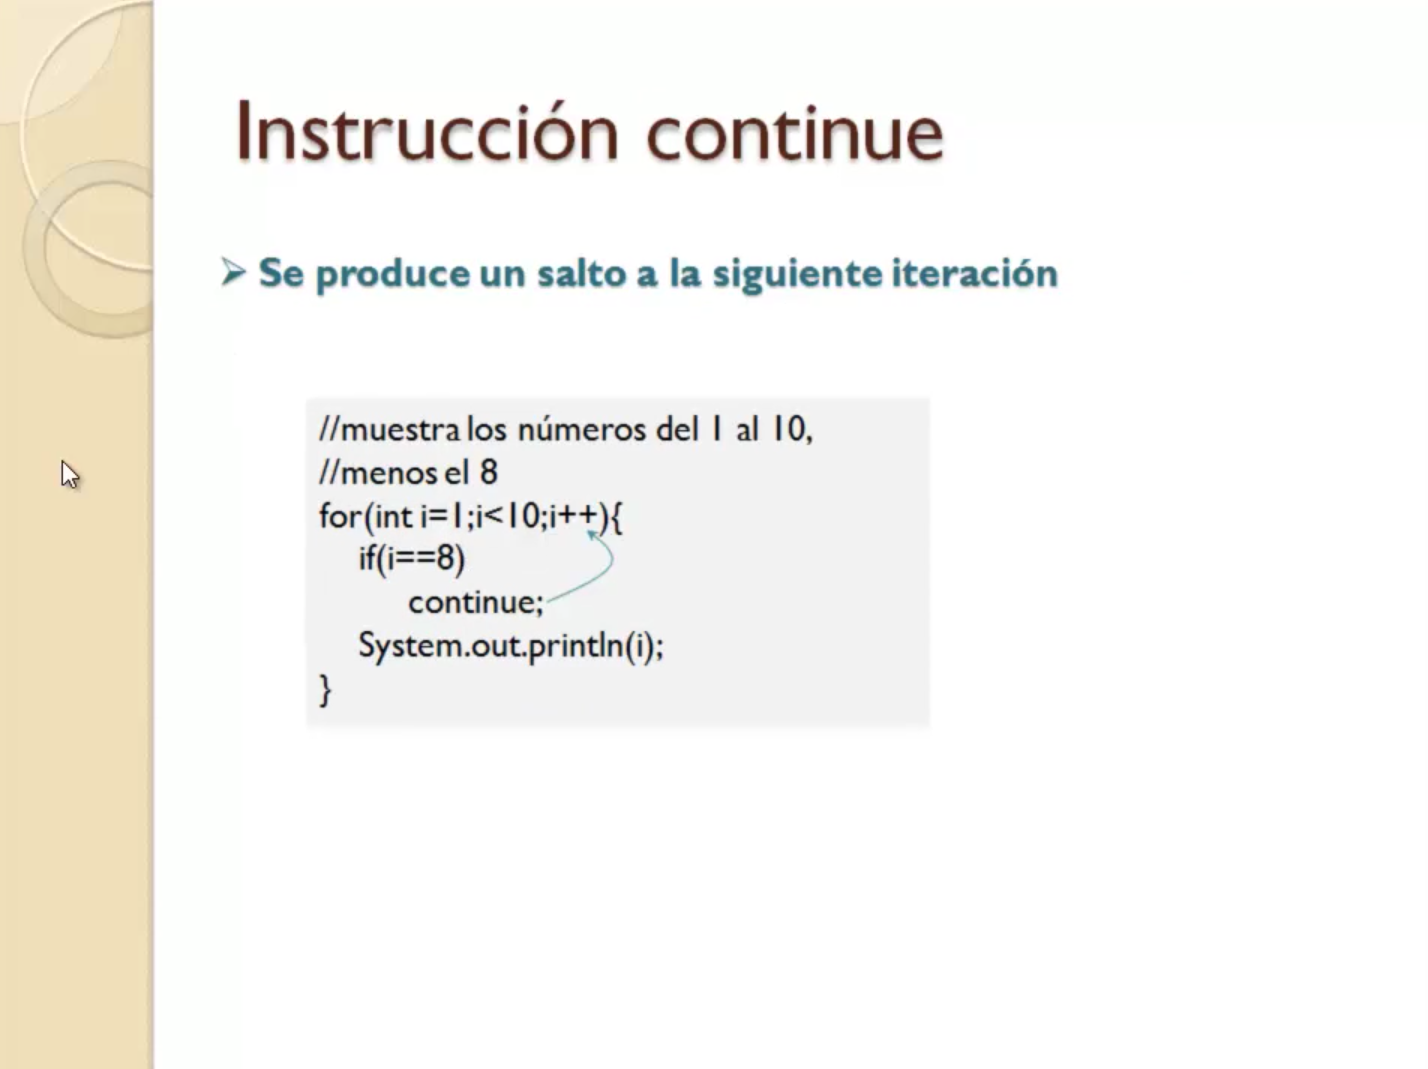 Instrucción continue
Se produce un salto a la siguiente iteración
//muestra los números del 1 al 10,
//menos el 8
for(int i=1;i<10;i++){
if(i==8)
continue;
System.out.println(i);
}